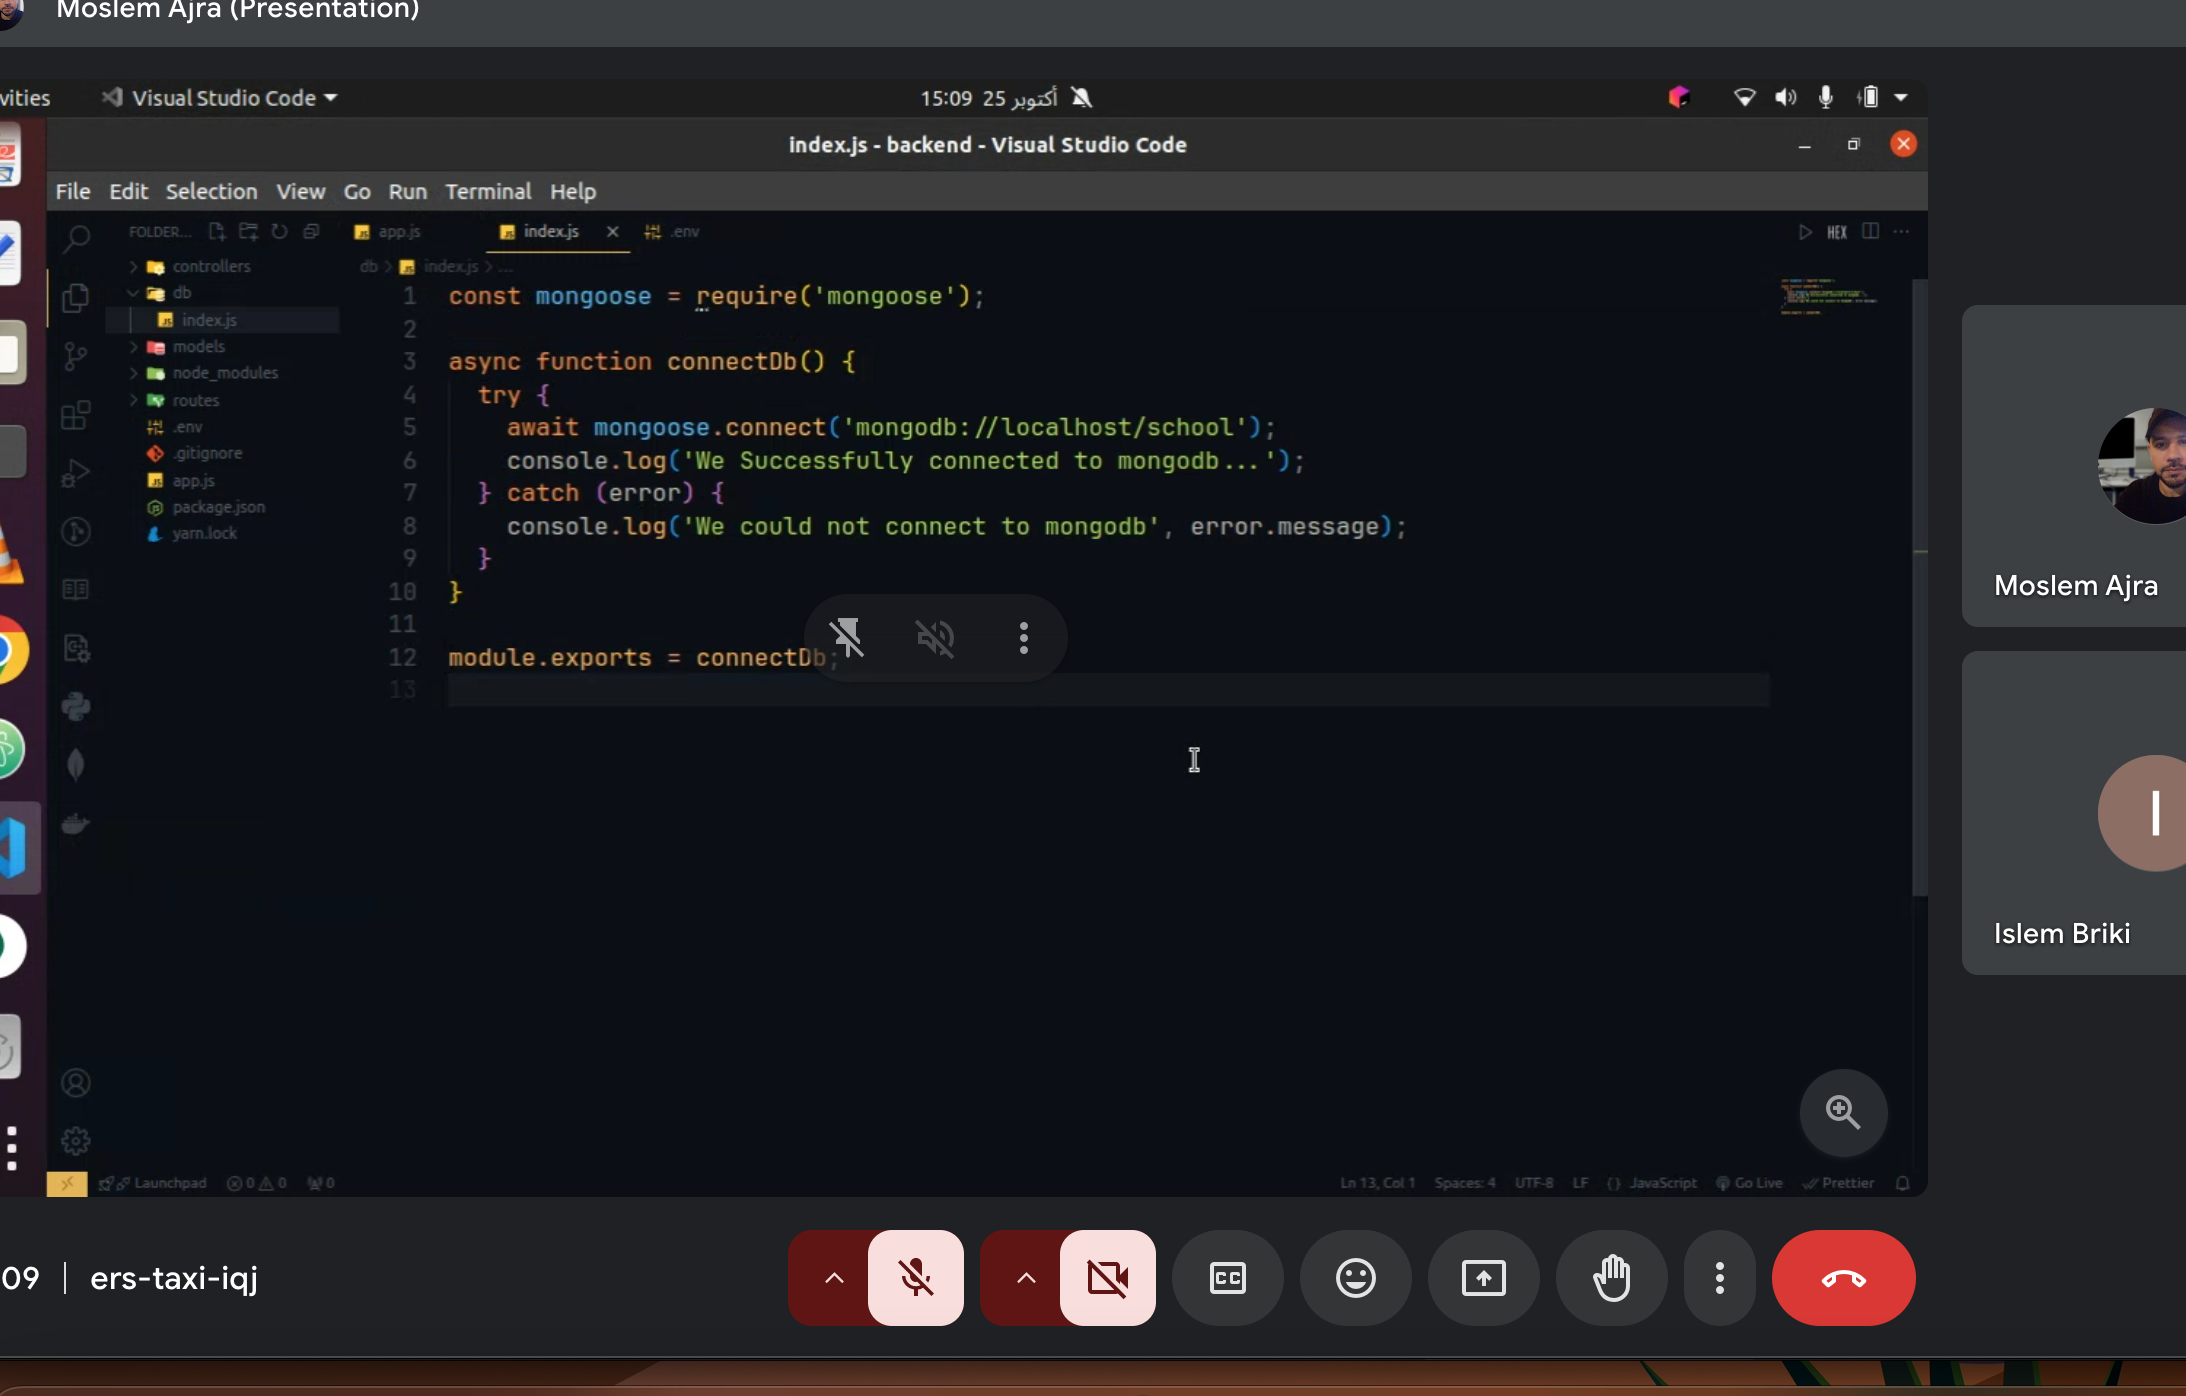 Moslem Ajra (Presentation)
vities
Visual Studio Code
15:09 25 أكتوبر
index.js - backend - Visual Studio Code
File Edit Selection View Go Run Terminal Help
FOLDER...
app.js
index.js
.env
HEX
controllers
db
index.js
models
node_modules
routes
.env
.gitignore
app.js
package.json
yarn.lock
db > index.js > ...
1 const mongoose = require('mongoose');
2
3 async function connectDb() {
4 try {
5 await mongoose.connect('mongodb://localhost/school');
6 console.log('We Successfully connected to mongodb...');
7 } catch (error) {
8 console.log('We could not connect to mongodb', error.message);
9 }
10 }
11
12 module.exports = connectDb;
13
Launchpad 0 0 0
Ln 13, Col 1 Spaces: 4 UTF-8 LF {} JavaScript Go Live Prettier
Moslem Ajra
I
Islem Briki
09 | ers-taxi-iqj
CC